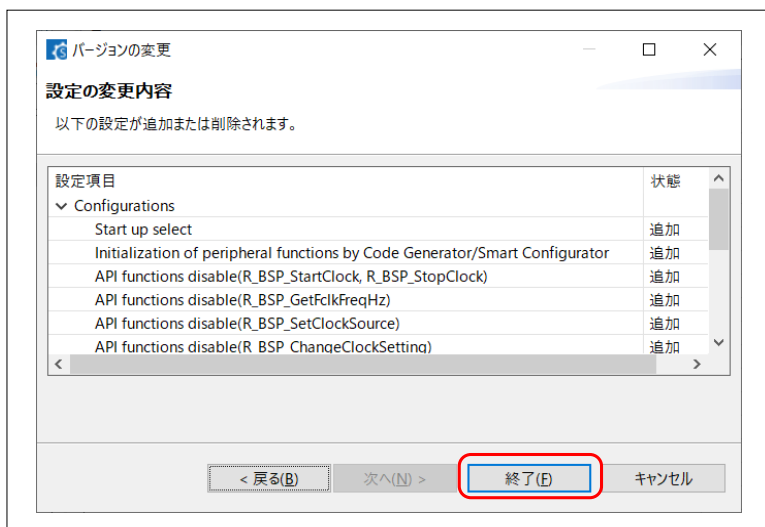 バージョンの変更
設定の変更内容
以下の設定が追加または削除されます。
設定項目 状態
Configurations
Start up select 追加
Initialization of peripheral functions by Code Generator/Smart Configurator 追加
API functions disable(R_BSP_StartClock, R_BSP_StopClock) 追加
API functions disable(R_BSP_GetFclkFreqHz) 追加
API functions disable(R_BSP_SetClockSource) 追加
API functions disable(R_BSP_ChangeClockSetting) 追加
< 戻る(B) 次へ(N) > 終了(F) キャンセル